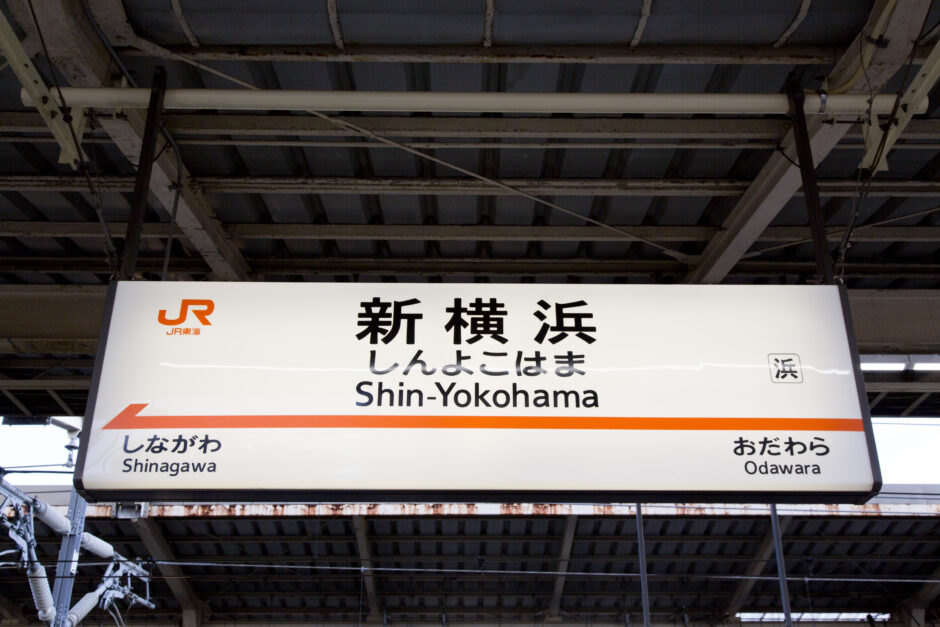 JR
JR東海
新横浜
しんよこはま
Shin-Yokohama
浜
しながわ
Shinagawa
おだわら
Odawara